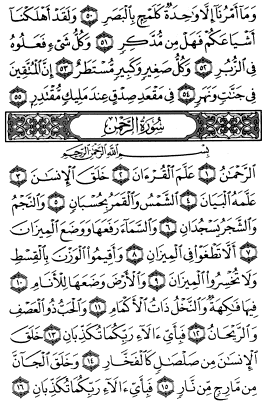 وَمَآ أَمْرُنَآ إِلَّا وَٰحِدَةٌ كَلَمْحٍۭ بِٱلْبَصَرِ ۝٥٠ وَلَقَدْ أَهْلَكْنَآ
أَشْيَاعَكُمْ فَهَلْ مِن مُّدَّكِرٍ ۝٥١ وَكُلُّ شَىْءٍ فَعَلُوهُ
فِى ٱلزُّبُرِ ۝٥٢ وَكُلُّ صَغِيرٍ وَكَبِيرٍ مُّسْتَطَرٌ ۝٥٣ إِنَّ ٱلْمُتَّقِينَ
فِى جَنَّٰتٍ وَنَهَرٍ ۝٥٤ فِى مَقْعَدِ صِدْقٍ عِندَ مَلِيكٍ مُّقْتَدِرٍۭ ۝٥٥
سُورَةُ الرَّحْمٰن
بِسْمِ ٱللَّهِ ٱلرَّحْمَٰنِ ٱلرَّحِيمِ
ٱلرَّحْمَٰنُ ۝١ عَلَّمَ ٱلْقُرْءَانَ ۝٢ خَلَقَ ٱلْإِنسَٰنَ ۝٣
عَلَّمَهُ ٱلْبَيَانَ ۝٤ ٱلشَّمْسُ وَٱلْقَمَرُ بِحُسْبَانٍ ۝٥ وَٱلنَّجْمُ
وَٱلشَّجَرُ يَسْجُدَانِ ۝٦ وَٱلسَّمَآءَ رَفَعَهَا وَوَضَعَ ٱلْمِيزَانَ
۝٧ أَلَّا تَطْغَوْا۟ فِى ٱلْمِيزَانِ ۝٨ وَأَقِيمُوا۟ ٱلْوَزْنَ بِٱلْقِسْطِ
وَلَا تُخْسِرُوا۟ ٱلْمِيزَانَ ۝٩ وَٱلْأَرْضَ وَضَعَهَا لِلْأَنَامِ ۝١٠
فِيهَا فَٰكِهَةٌ وَٱلنَّخْلُ ذَاتُ ٱلْأَكْمَامِ ۝١١ وَٱلْحَبُّ ذُو ٱلْعَصْفِ
وَٱلرَّيْحَانُ ۝١٢ فَبِأَىِّ ءَالَآءِ رَبِّكُمَا تُكَذِّبَانِ ۝١٣ خَلَقَ
ٱلْإِنسَٰنَ مِن صَلْصَٰلٍ كَٱلْفَخَّارِ ۝١٤ وَخَلَقَ ٱلْجَآنَّ
مِن مَّارِجٍ مِّن نَّارٍ ۝١٥ فَبِأَىِّ ءَالَآءِ رَبِّكُمَا تُكَذِّبَانِ ۝١٦